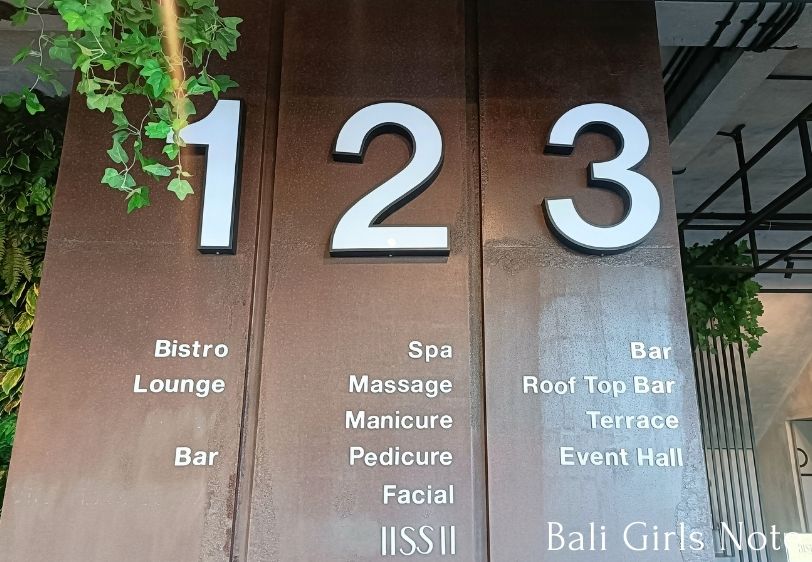 1
Bistro
Lounge
Bar
2
Spa
Massage
Manicure
Pedicure
Facial
3
Bar
Roof Top Bar
Terrace
Event Hall
Bali Girls Note